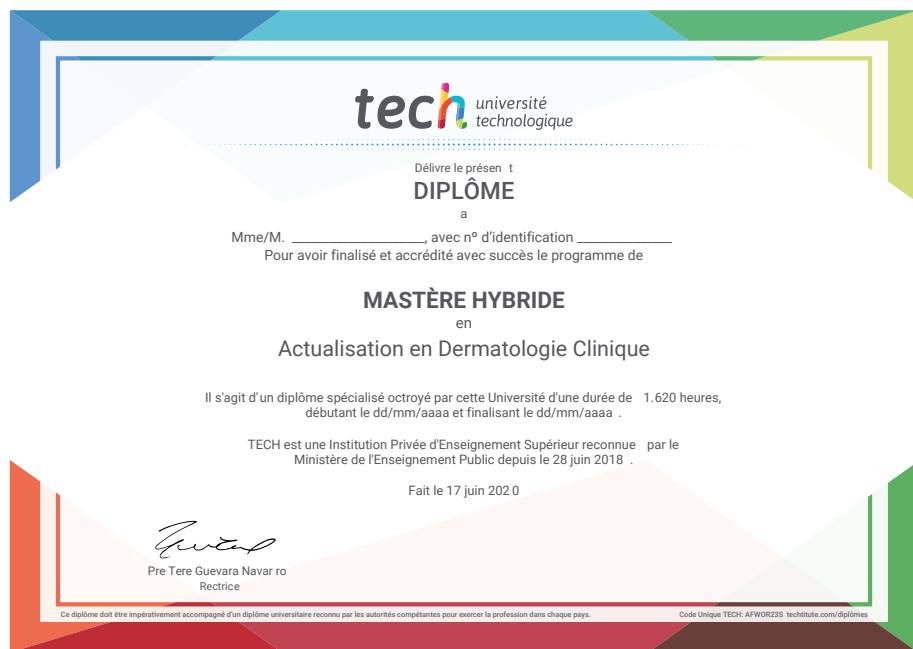 tech université
technologique
Délivre le présen t
DIPLÔME
a
Mme/M. ____________________, avec nº d'identification ______________
Pour avoir finalisé et accrédité avec succès le programme de
MASTÈRE HYBRIDE
en
Actualisation en Dermatologie Clinique
Il s'agit d'un diplôme spécialisé octroyé par cette Université d'une durée de 1.620 heures,
débutant le dd/mm/aaaa et finalisant le dd/mm/aaaa .
TECH est une Institution Privée d'Enseignement Supérieur reconnue par le
Ministère de l'Enseignement Public depuis le 28 juin 2018 .
Fait le 17 juin 202 0
Pre Tere Guevara Navar ro
Rectrice
Ce diplôme doit être impérativement accompagné d'un diplôme universitaire reconnu par les autorités compétantes pour exercer la profession dans chaque pays.
Code Unique TECH: AFWOR23S techtitute.com/diplômes